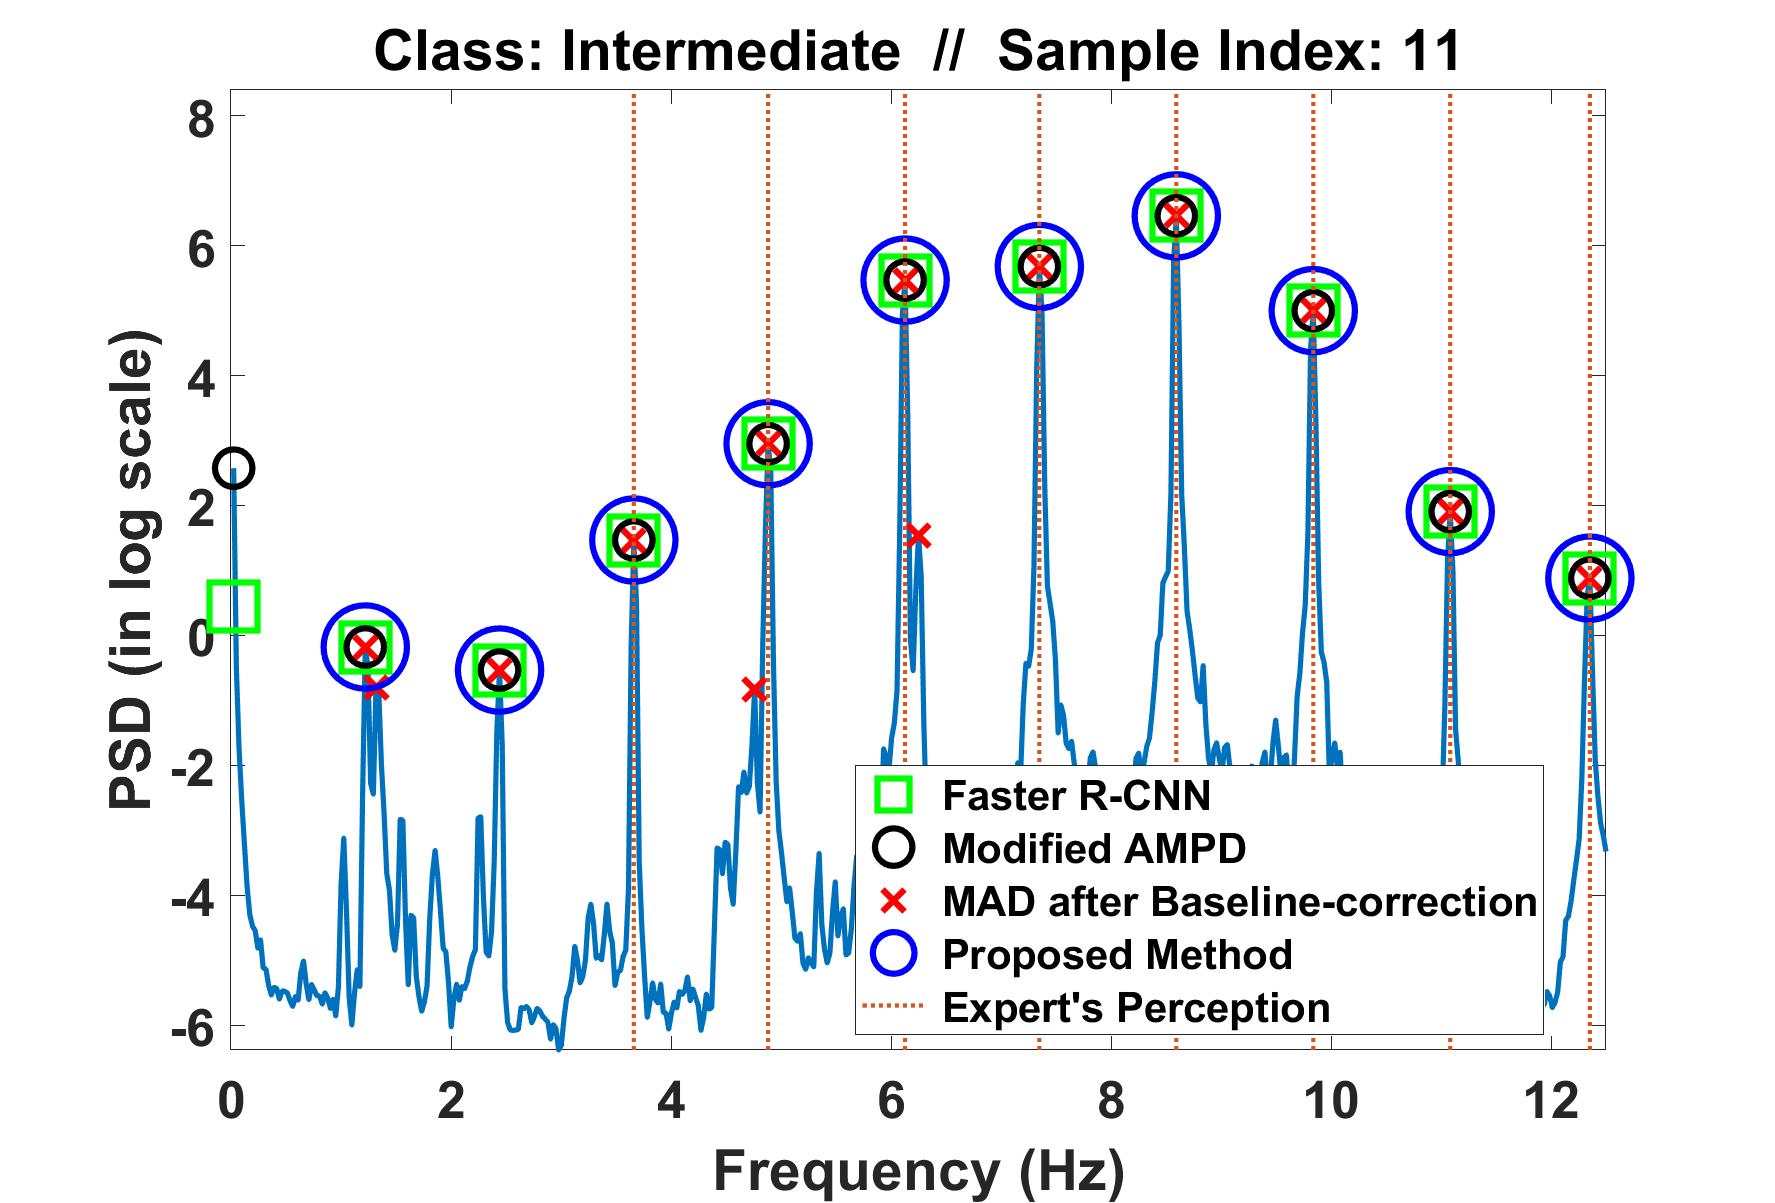 Class: Intermediate // Sample Index: 11
8
6
4
2
0
-2
-4
-6
PSD (in log scale)
Faster R-CNN
Modified AMPD
MAD after Baseline-correction
Proposed Method
Expert's Perception
0 2 4 6 8 10 12
Frequency (Hz)